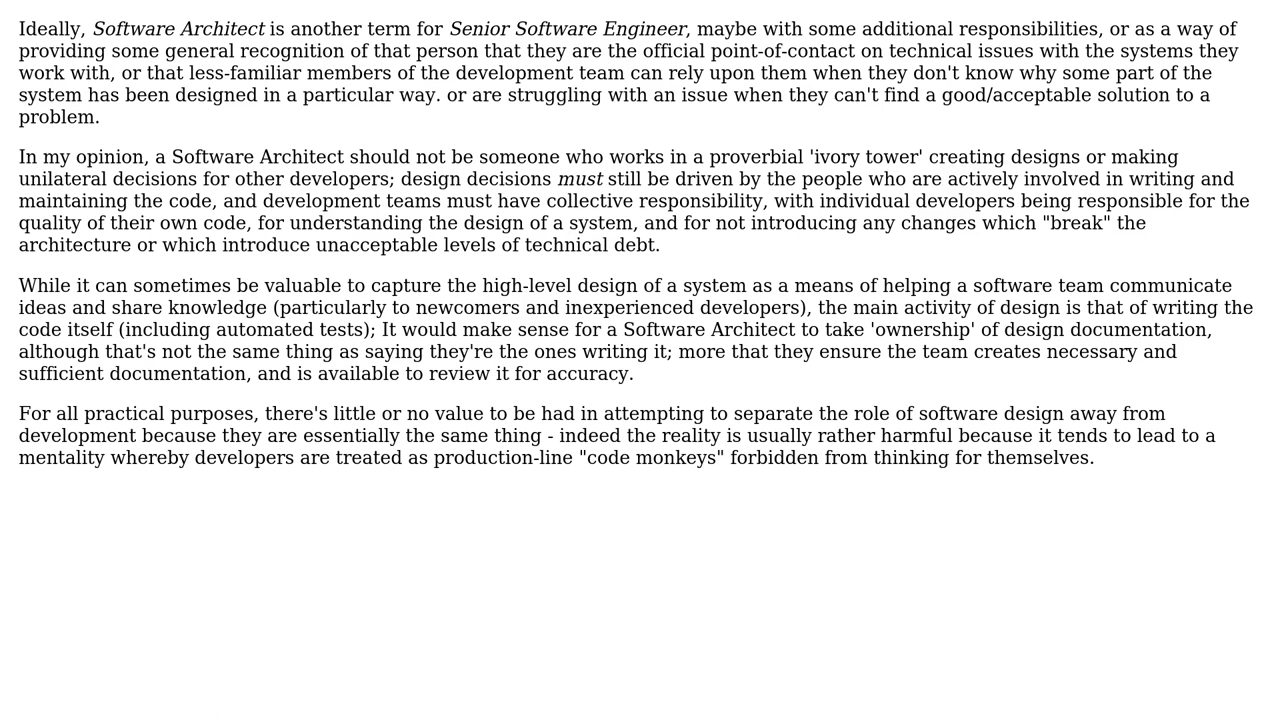 Ideally, Software Architect is another term for Senior Software Engineer, maybe with some additional responsibilities, or as a way of
providing some general recognition of that person that they are the official point-of-contact on technical issues with the systems they
work with, or that less-familiar members of the development team can rely upon them when they don't know why some part of the
system has been designed in a particular way. or are struggling with an issue when they can't find a good/acceptable solution to a
problem.
In my opinion, a Software Architect should not be someone who works in a proverbial 'ivory tower' creating designs or making
unilateral decisions for other developers; design decisions must still be driven by the people who are actively involved in writing and
maintaining the code, and development teams must have collective responsibility, with individual developers being responsible for the
quality of their own code, for understanding the design of a system, and for not introducing any changes which "break" the
architecture or which introduce unacceptable levels of technical debt.
While it can sometimes be valuable to capture the high-level design of a system as a means of helping a software team communicate
ideas and share knowledge (particularly to newcomers and inexperienced developers), the main activity of design is that of writing the
code itself (including automated tests); It would make sense for a Software Architect to take 'ownership' of design documentation,
although that's not the same thing as saying they're the ones writing it; more that they ensure the team creates necessary and
sufficient documentation, and is available to review it for accuracy.
For all practical purposes, there's little or no value to be had in attempting to separate the role of software design away from
development because they are essentially the same thing - indeed the reality is usually rather harmful because it tends to lead to a
mentality whereby developers are treated as production-line "code monkeys" forbidden from thinking for themselves.